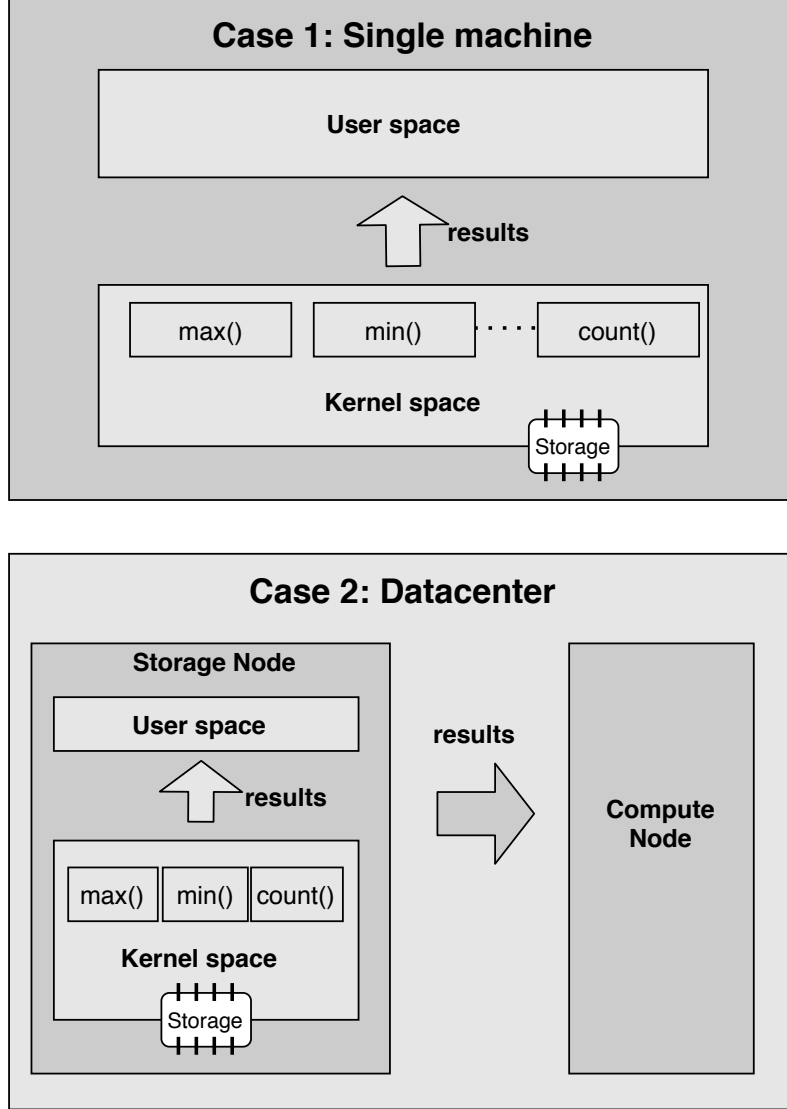 Case 1: Single machine
User space
results
max() min() ..... count()
Kernel space
Storage
Case 2: Datacenter
Storage Node
User space
results
max() min() count()
Kernel space
Storage
results
Compute
Node